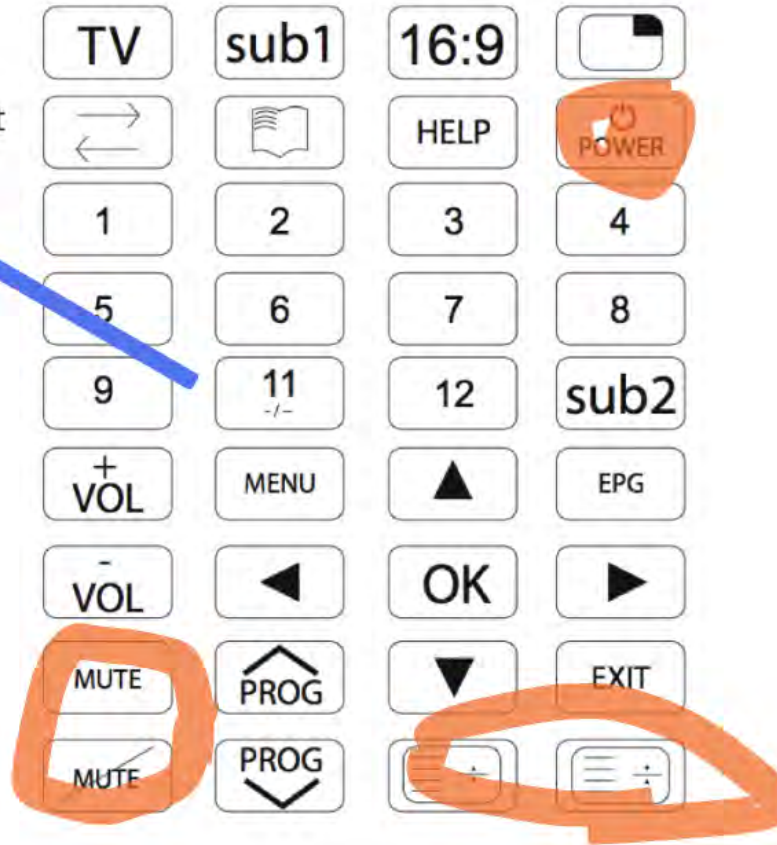 TV sub1 16:9
t
HELP POWER
1 2 3 4
5 6 7 8
9 11 12 sub2
-/-
+
VOL MENU EPG
-
VOL OK
MUTE PROG EXIT
MUTE PROG